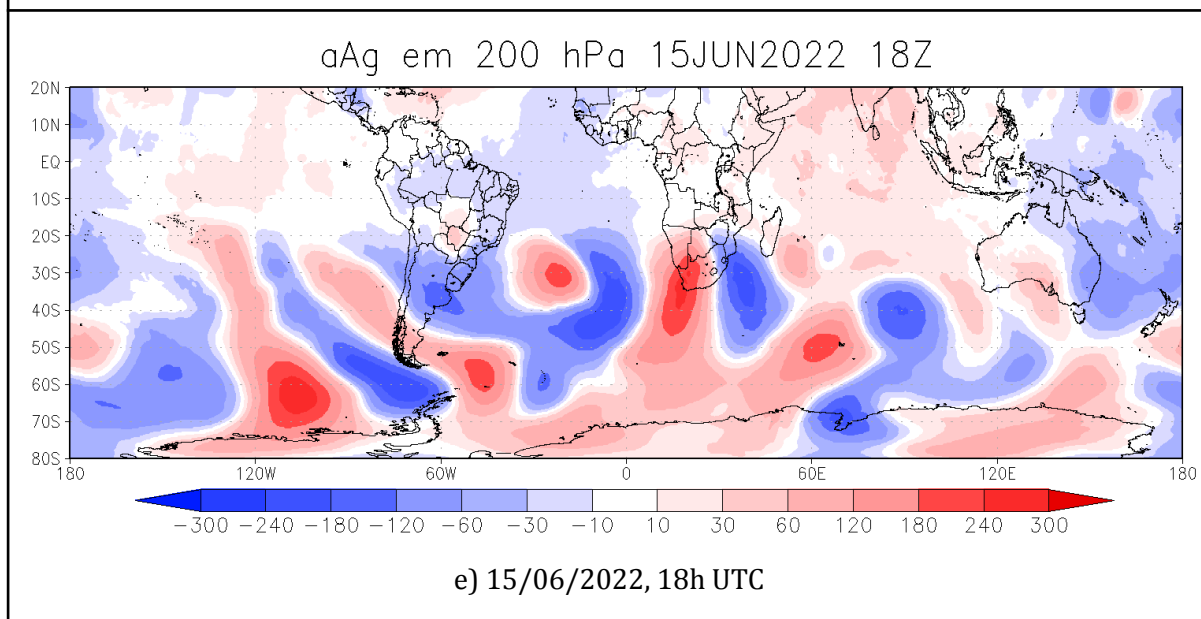 aAg em 200 hPa 15JUN2022 18Z
20N
10N
EQ
10S
20S
30S
40S
50S
60S
70S
80S
180 120W 60W 0 60E 120E 180
−300 −240 −180 −120 −60 −30 −10 10 30 60 120 180 240 300
e) 15/06/2022, 18h UTC